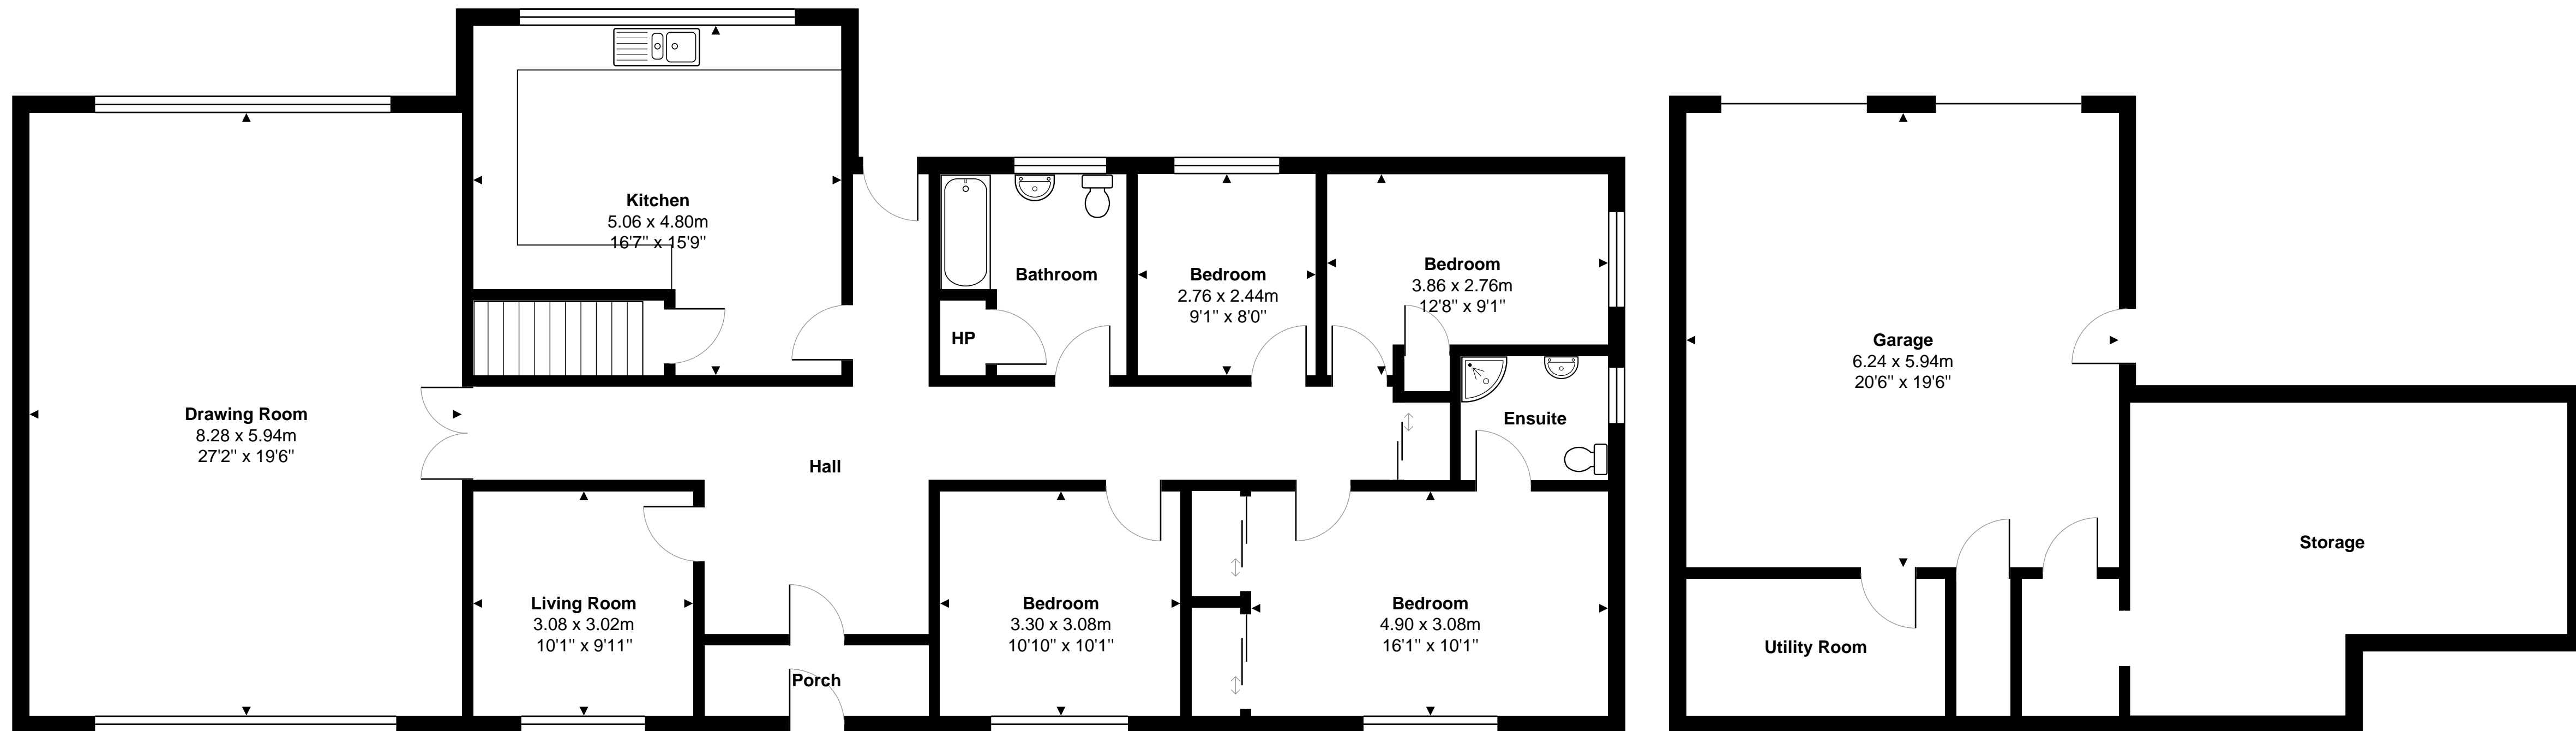 Kitchen
5.06 x 4.80m
16'7" x 15'9"
Bathroom
HP
Bedroom
2.76 x 2.44m
9'1" x 8'0"
Bedroom
3.86 x 2.76m
12'8" x 9'1"
Ensuite
Drawing Room
8.28 x 5.94m
27'2" x 19'6"
Hall
Living Room
3.08 x 3.02m
10'1" x 9'11"
Porch
Bedroom
3.30 x 3.08m
10'10" x 10'1"
Bedroom
4.90 x 3.08m
16'1" x 10'1"
Garage
6.24 x 5.94m
20'6" x 19'6"
Storage
Utility Room